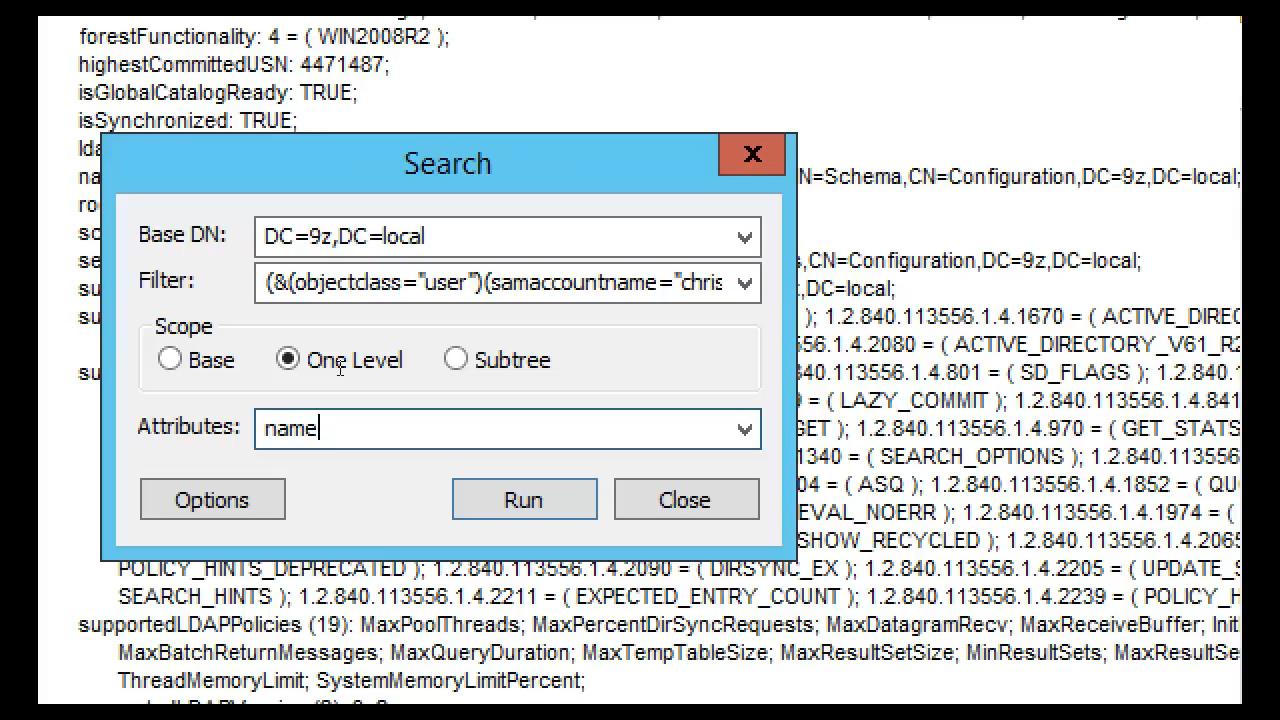 forestFunctionality: 4 = ( WIN2008R2 );
highestCommittedUSN: 4471487;
isGlobalCatalogReady: TRUE;
isSynchronized: TRUE;
Search
X
N=Schema,CN=Configuration,DC=9z,DC=local;
Base DN: DC=9z,DC=local
Filter: (&(objectclass="user")(samaccountname="chris
,CN=Configuration,DC=9z,DC=local;
,DC=local;
Scope
); 1.2.840.113556.1.4.1670 = ( ACTIVE_DIREC
56.1.4.2080 = ( ACTIVE_DIRECTORY_V61_R2
Base One Level Subtree
40.113556.1.4.801 = ( SD_FLAGS ); 1.2.840
= ( LAZY_COMMIT ); 1.2.840.113556.1.4.841
Attributes: name
GET ); 1.2.840.113556.1.4.970 = ( GET_STATS
1340 = ( SEARCH_OPTIONS ); 1.2.840.113556
04 = ( ASQ ); 1.2.840.113556.1.4.1852 = ( QU
Options Run Close
EVAL_NOERR ); 1.2.840.113556.1.4.1974 = (
SHOW_RECYCLED ); 1.2.840.113556.1.4.2065
POLICY_HINTS_DEPRECATED ); 1.2.840.113556.1.4.2090 = ( DIRSYNC_EX ); 1.2.840.113556.1.4.2205 = ( UPDATE_S
SEARCH_HINTS ); 1.2.840.113556.1.4.2211 = ( EXPECTED_ENTRY_COUNT ); 1.2.840.113556.1.4.2239 = ( POLICY_H
supportedLDAPPolicies (19): MaxPoolThreads; MaxPercentDirSyncRequests; MaxDatagramRecv; MaxReceiveBuffer; Init
MaxBatchReturnMessages; MaxQueryDuration; MaxTempTableSize; MaxResultSetSize; MinResultSets; MaxResultSe
ThreadMemoryLimit; SystemMemoryLimitPercent;